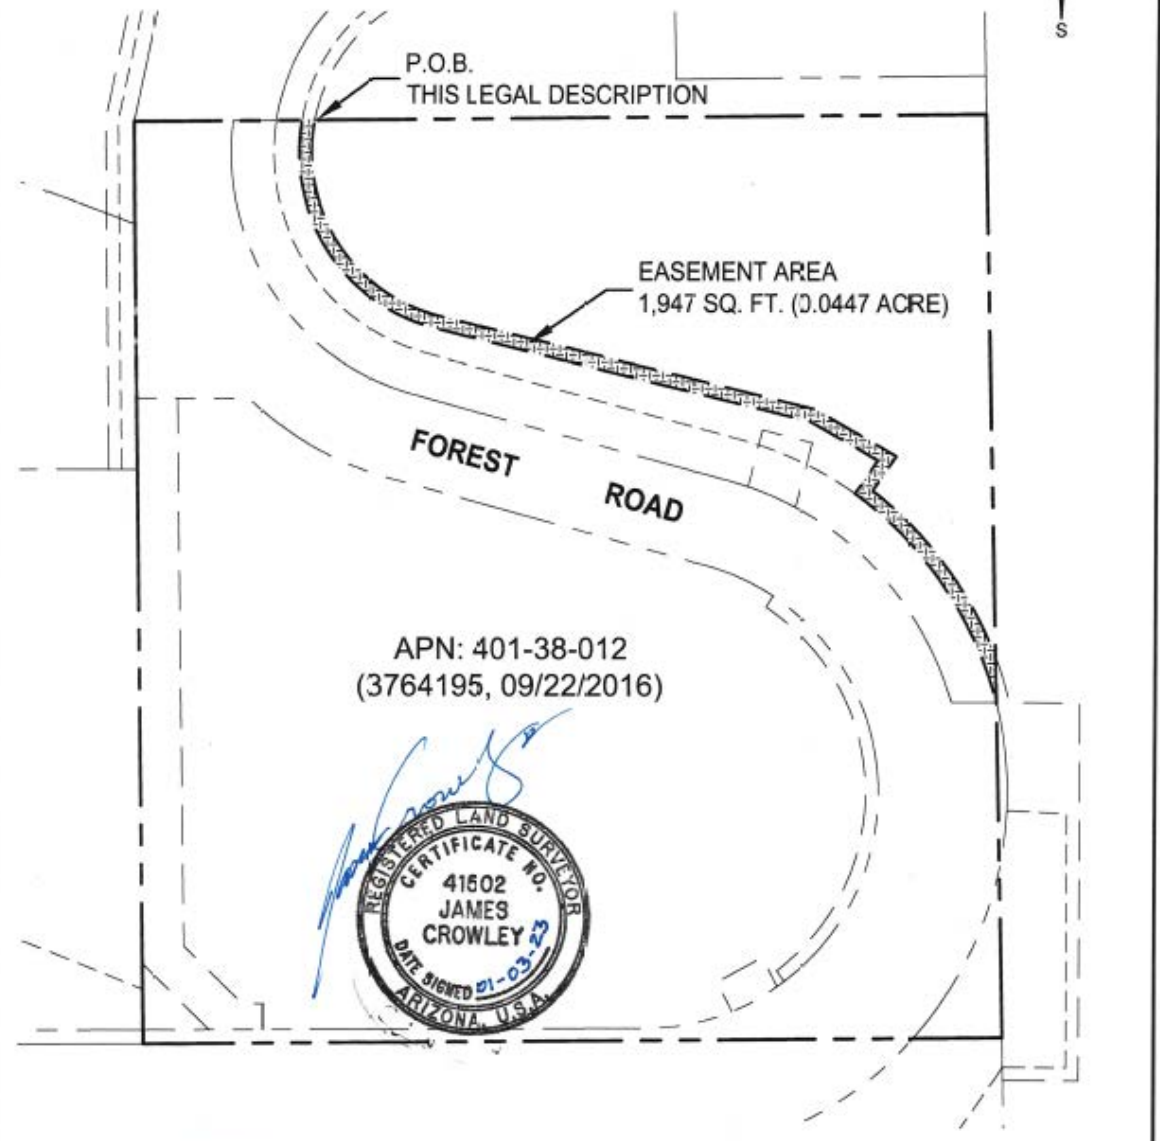 S
P.O.B.
THIS LEGAL DESCRIPTION
EASEMENT AREA
1,947 SQ. FT. (0.0447 ACRE)
FOREST ROAD
APN: 401-38-012
(3764195, 09/22/2016)
REGISTERED LAND SURVEYOR
CERTIFICATE NO.
41502
JAMES
CROWLEY
DATE SIGNED 01-03-23
ARIZONA, U.S.A.